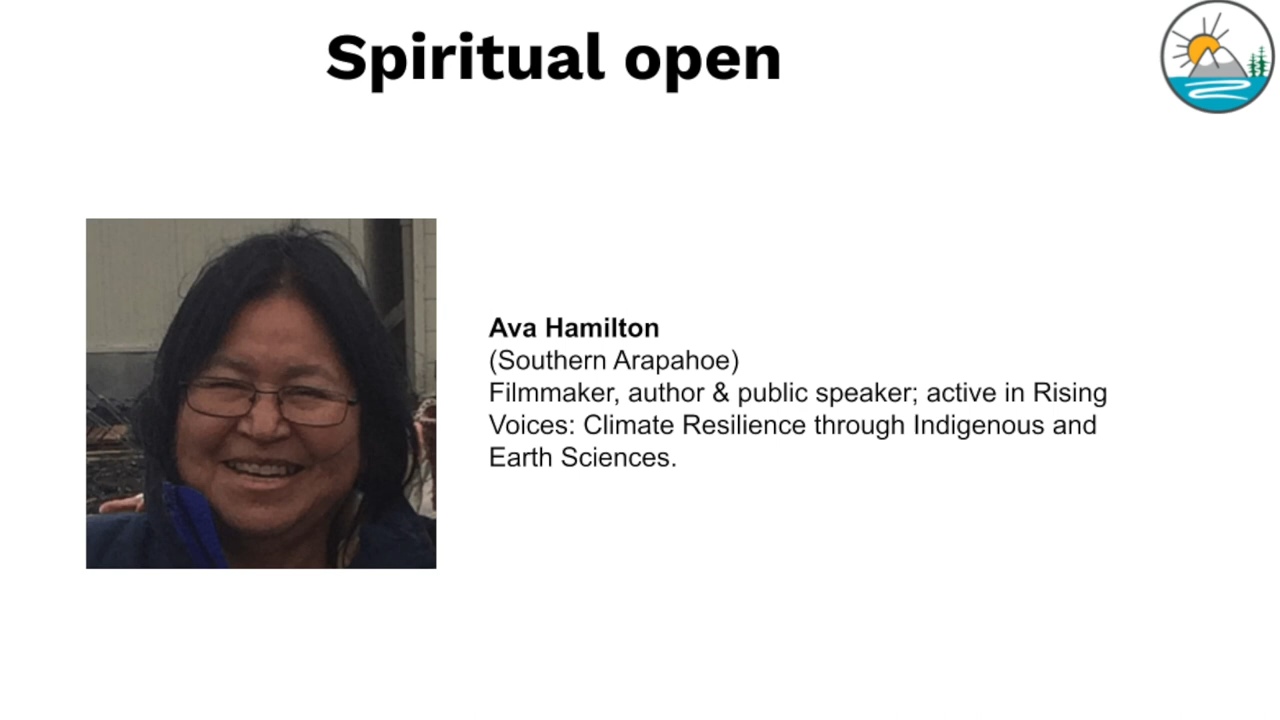 Spiritual open
Ava Hamilton
(Southern Arapahoe)
Filmmaker, author & public speaker; active in Rising
Voices: Climate Resilience through Indigenous and
Earth Sciences.